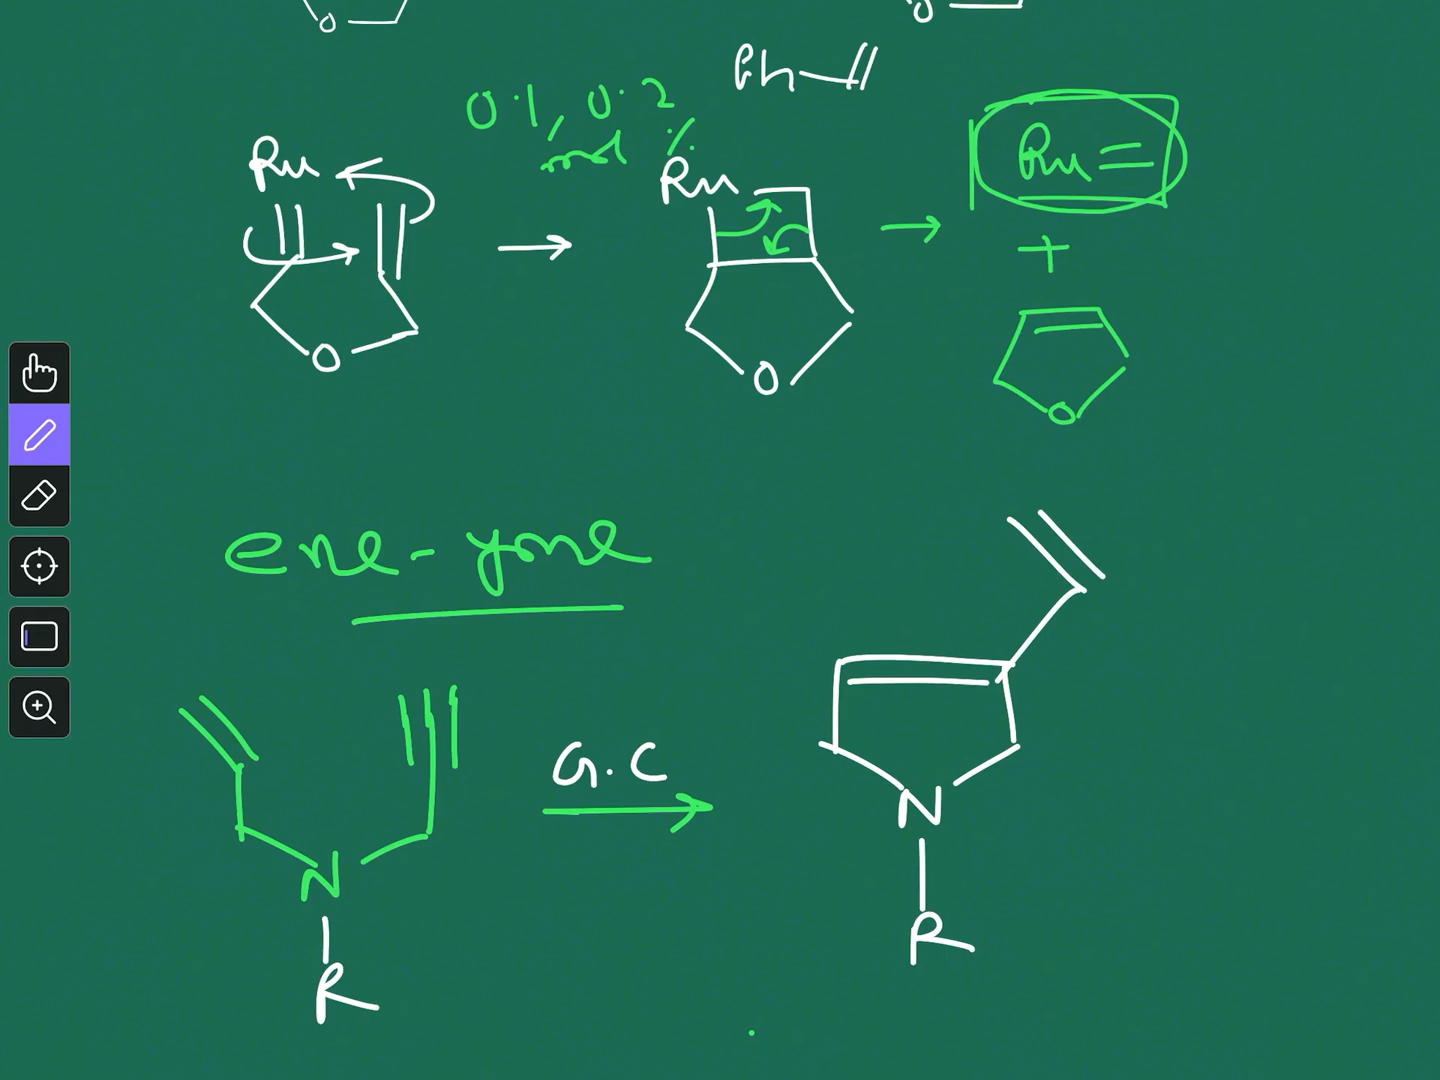 O O
Ph
0.1, 0.2
mol %
Ru Ru Ru
+
O O O
ene-yne
G.C
N N
R R